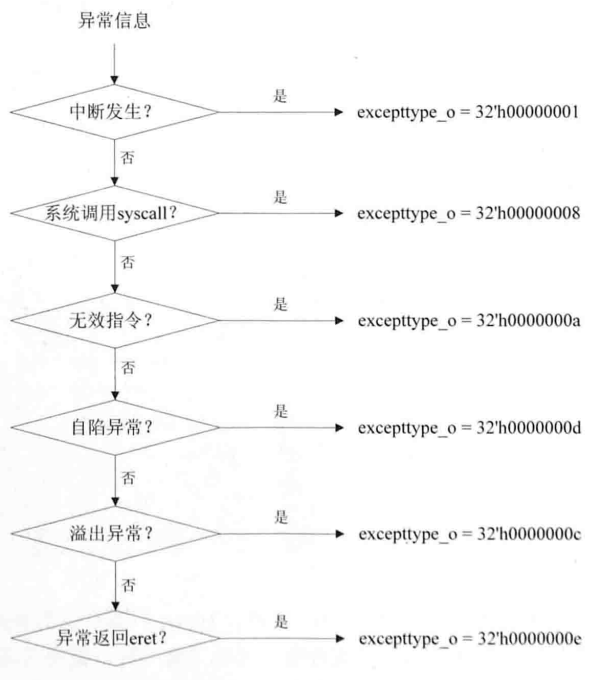 异常信息
中断发生？
是
excepttype_o = 32'h00000001
否
系统调用syscall？
是
excepttype_o = 32'h00000008
否
无效指令？
是
excepttype_o = 32'h0000000a
否
自陷异常？
是
excepttype_o = 32'h0000000d
否
溢出异常？
是
excepttype_o = 32'h0000000c
否
异常返回eret？
是
excepttype_o = 32'h0000000e